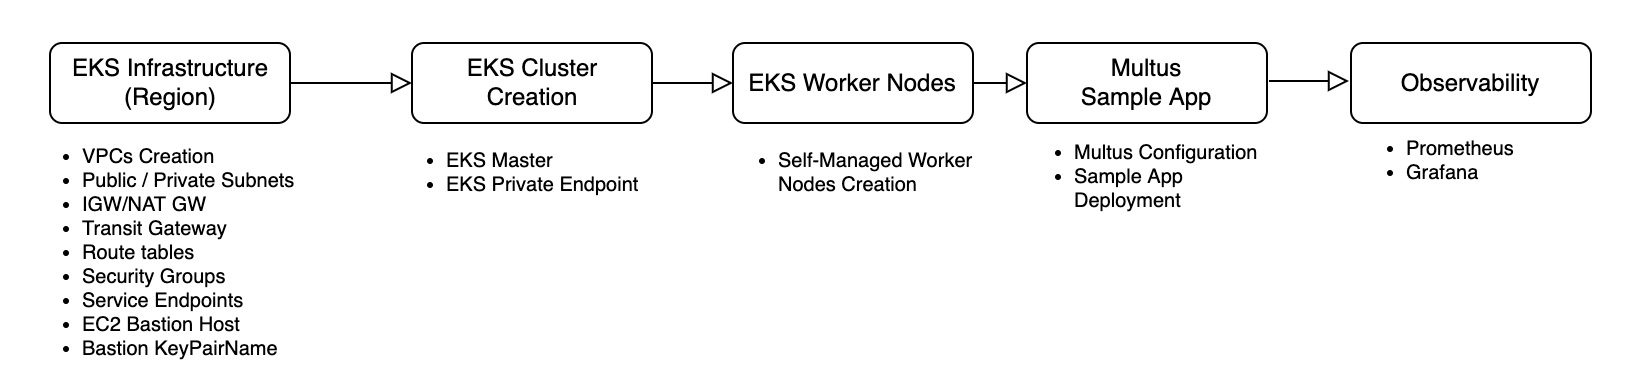 EKS Infrastructure
(Region)
EKS Cluster
Creation
EKS Worker Nodes
Multus
Sample App
Observability
• VPCs Creation
• Public / Private Subnets
• IGW/NAT GW
• Transit Gateway
• Route tables
• Security Groups
• Service Endpoints
• EC2 Bastion Host
• Bastion KeyPairName
• EKS Master
• EKS Private Endpoint
• Self-Managed Worker
Nodes Creation
• Multus Configuration
• Sample App
Deployment
• Prometheus
• Grafana